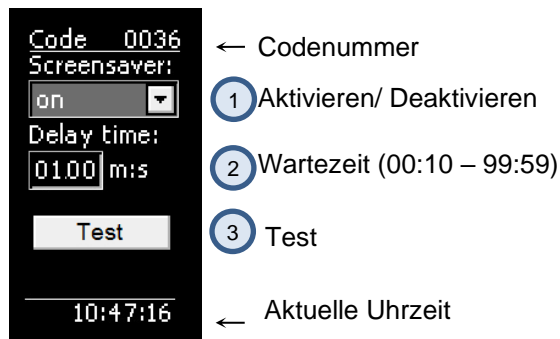 Code 0036
← Codenummer
Screensaver:
on
1 Aktivieren/ Deaktivieren
Delay time:
01.00 m:s
2 Wartezeit (00:10 – 99:59)
Test
3 Test
10:47:16
← Aktuelle Uhrzeit